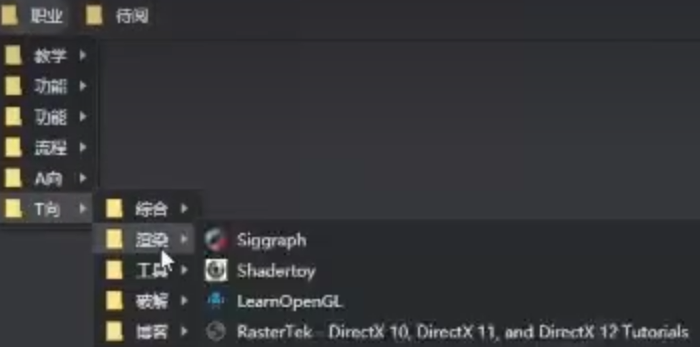 职业 待阅
教学
功能
功能
流程
A向
T向
综合
渲染
Siggraph
工具
Shadertoy
破解
LearnOpenGL
博客
RasterTek - DirectX 10, DirectX 11, and DirectX 12 Tutorials